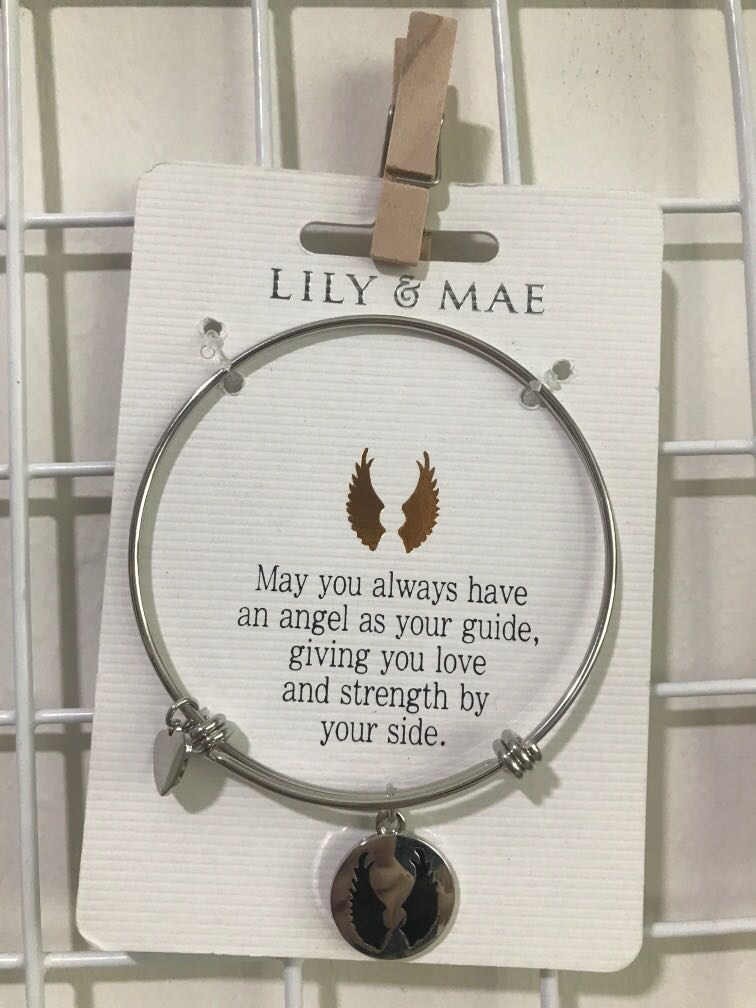 LILY & MAE
May you always have
an angel as your guide,
giving you love
and strength by
your side.